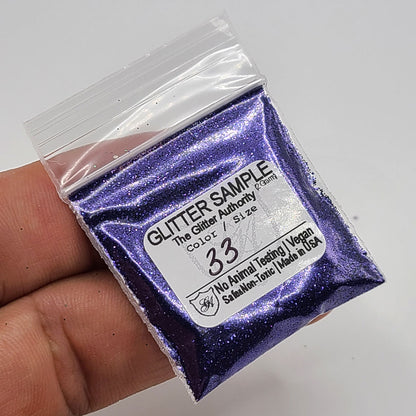 GLITTER SAMPLE
The Glitter Authority
Color / Size
33
No Animal Testing | Vegan
Safe&Non-Toxic | Made in USA